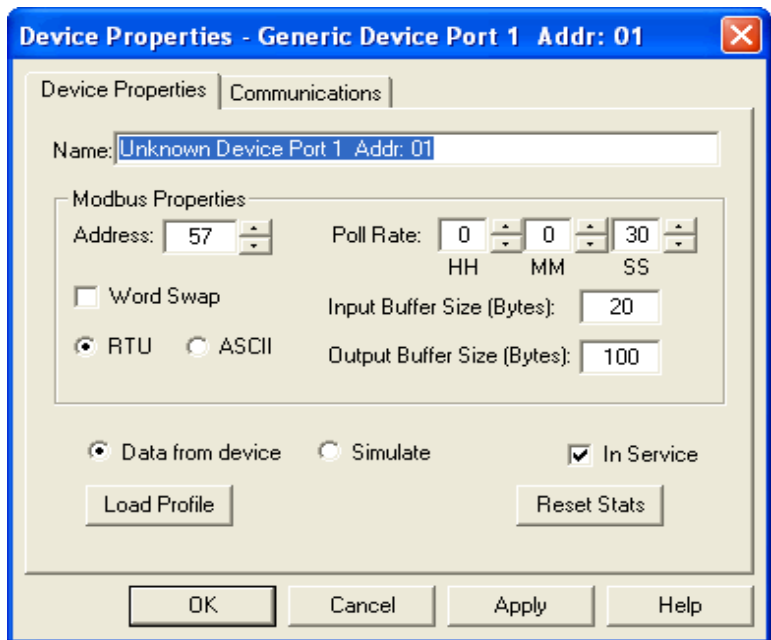 Device Properties - Generic Device Port 1 Addr: 01
Device Properties Communications
Name: Unknown Device Port 1 Addr: 01
Modbus Properties
Address: 57 Poll Rate: 0 0 30
HH MM SS
Word Swap
Input Buffer Size (Bytes): 20
RTU ASCII
Output Buffer Size (Bytes): 100
Data from device Simulate In Service
Load Profile Reset Stats
OK Cancel Apply Help